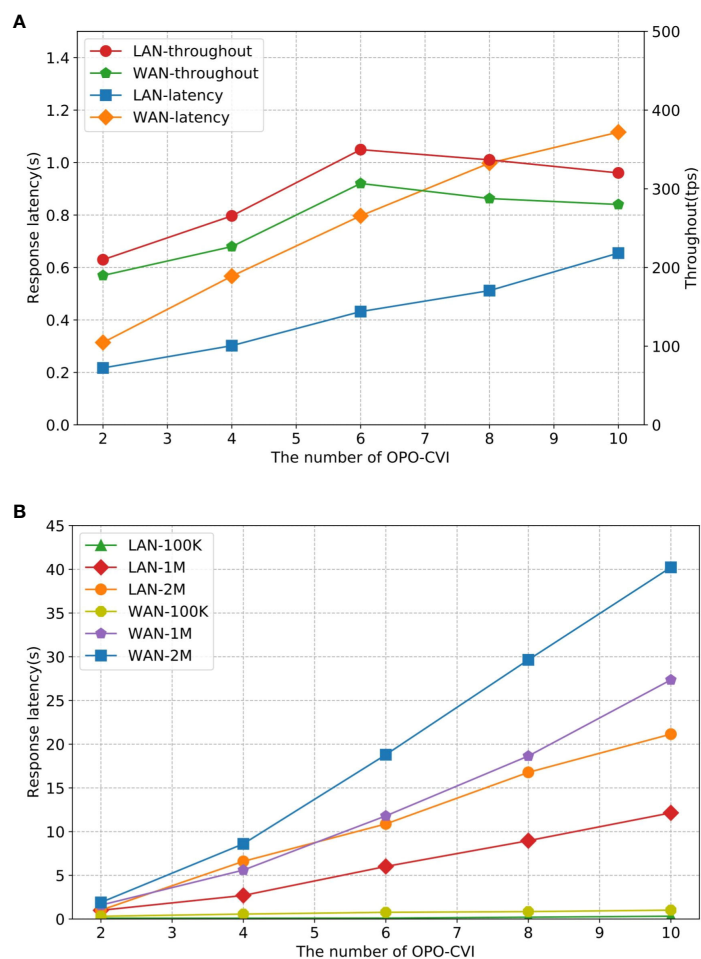 A
LAN-throughout
WAN-throughout
LAN-latency
WAN-latency
Response latency(s)
0.0
0.2
0.4
0.6
0.8
1.0
1.2
1.4
Throughout(tps)
0
100
200
300
400
500
2 3 4 5 6 7 8 9 10
The number of OPO-CVI
B
LAN-100K
LAN-1M
LAN-2M
WAN-100K
WAN-1M
WAN-2M
Response latency(s)
0
5
10
15
20
25
30
35
40
45
2 3 4 5 6 7 8 9 10
The number of OPO-CVI